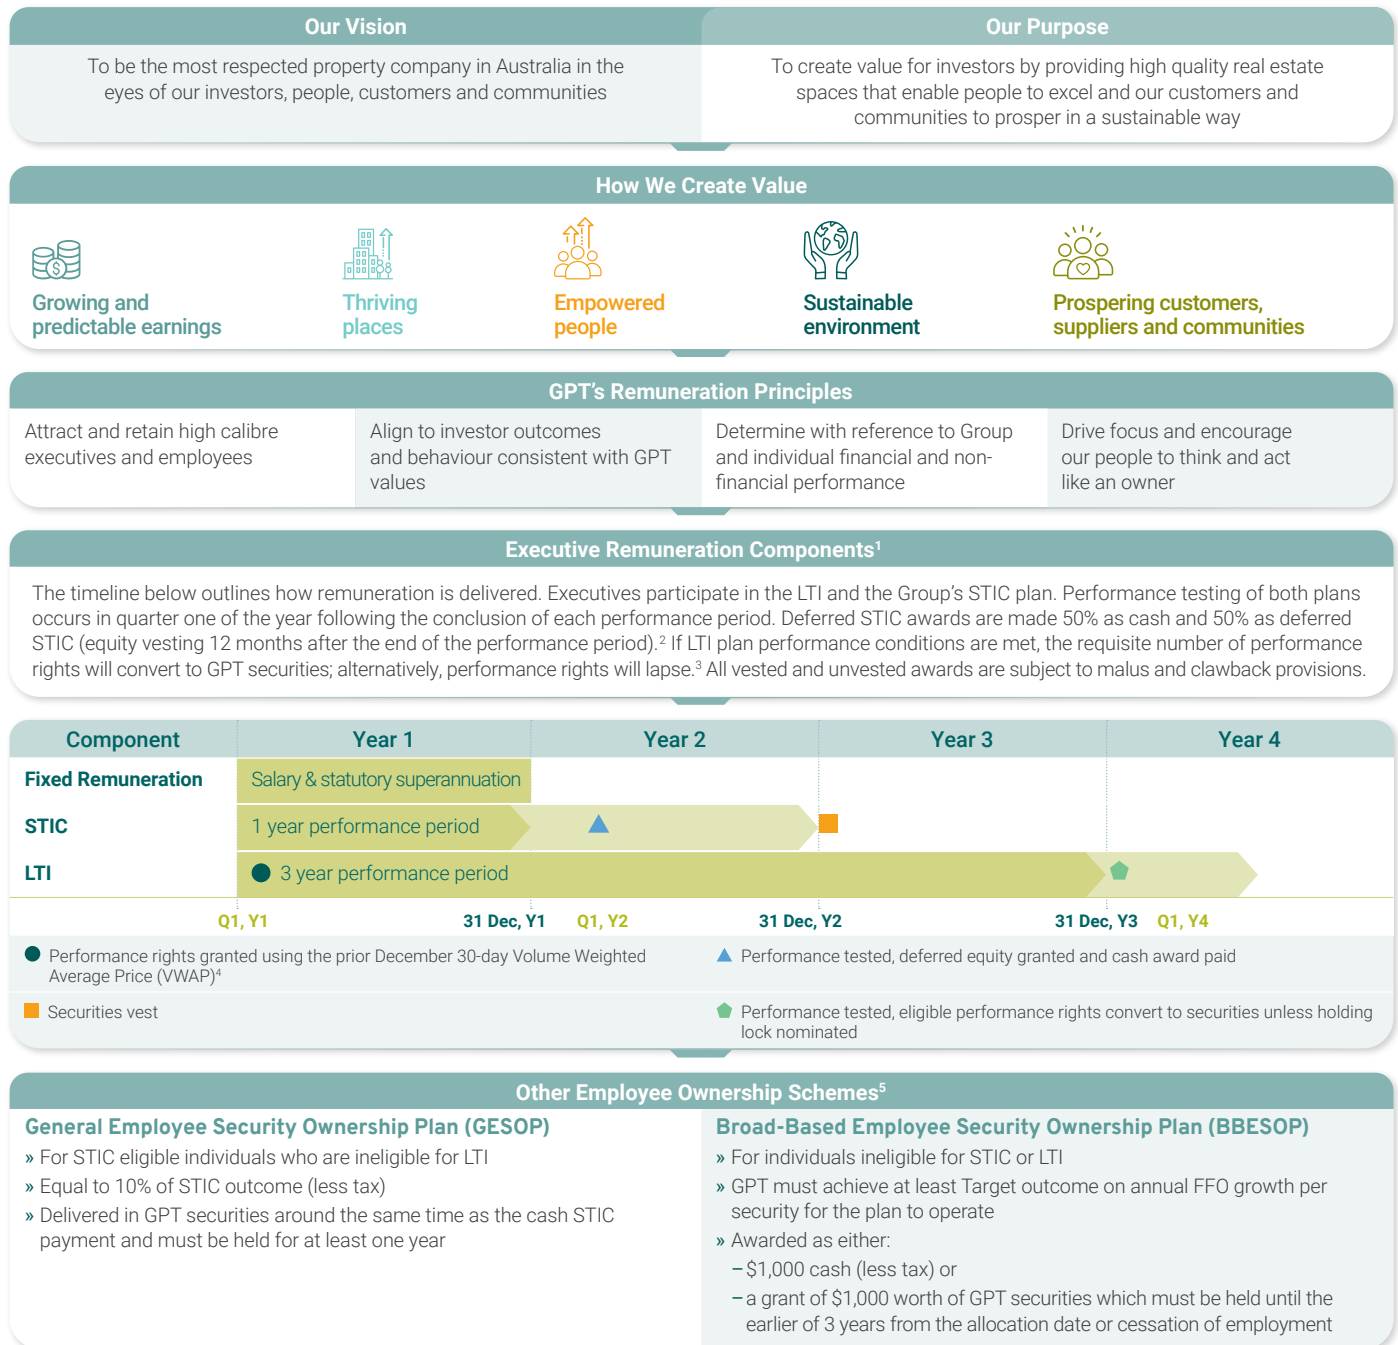 Our Vision
To be the most respected property company in Australia in the
eyes of our investors, people, customers and communities
Our Purpose
To create value for investors by providing high quality real estate
spaces that enable people to excel and our customers and
communities to prosper in a sustainable way
How We Create Value
Growing and
predictable earnings
Thriving
places
Empowered
people
Sustainable
environment
Prospering customers,
suppliers and communities
GPT's Remuneration Principles
Attract and retain high calibre
executives and employees
Align to investor outcomes
and behaviour consistent with GPT
values
Determine with reference to Group
and individual financial and non-
financial performance
Drive focus and encourage
our people to think and act
like an owner
Executive Remuneration Components¹
The timeline below outlines how remuneration is delivered. Executives participate in the LTI and the Group's STIC plan. Performance testing of both plans
occurs in quarter one of the year following the conclusion of each performance period. Deferred STIC awards are made 50% as cash and 50% as deferred
STIC (equity vesting 12 months after the end of the performance period).² If LTI plan performance conditions are met, the requisite number of performance
rights will convert to GPT securities; alternatively, performance rights will lapse.³ All vested and unvested awards are subject to malus and clawback provisions.
Component Year 1 Year 2 Year 3 Year 4
Fixed Remuneration Salary & statutory superannuation
STIC 1 year performance period
LTI 3 year performance period
Q1, Y1 31 Dec, Y1 Q1, Y2 31 Dec, Y2 31 Dec, Y3 Q1, Y4
Performance rights granted using the prior December 30-day Volume Weighted
Average Price (VWAP)⁴
Performance tested, deferred equity granted and cash award paid
Securities vest
Performance tested, eligible performance rights convert to securities unless holding
lock nominated
Other Employee Ownership Schemes⁵
General Employee Security Ownership Plan (GESOP)
» For STIC eligible individuals who are ineligible for LTI
» Equal to 10% of STIC outcome (less tax)
» Delivered in GPT securities around the same time as the cash STIC
payment and must be held for at least one year
Broad-Based Employee Security Ownership Plan (BBESOP)
» For individuals ineligible for STIC or LTI
» GPT must achieve at least Target outcome on annual FFO growth per
security for the plan to operate
» Awarded as either:
– $1,000 cash (less tax) or
– a grant of $1,000 worth of GPT securities which must be held until the
earlier of 3 years from the allocation date or cessation of employment